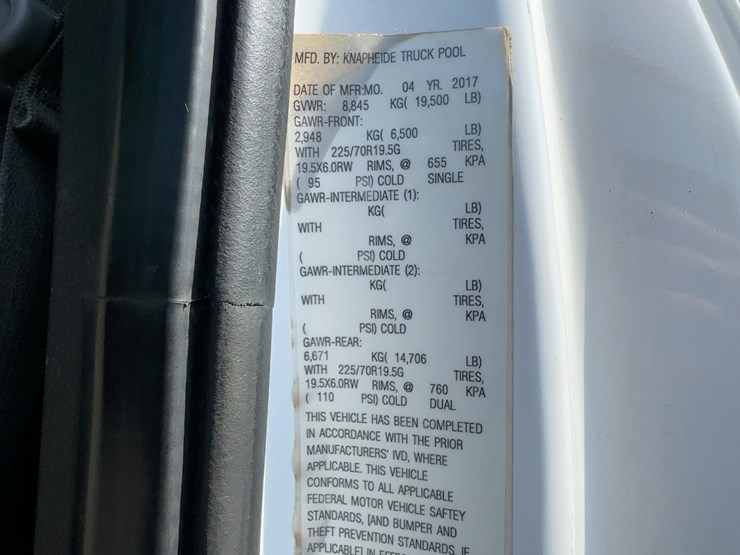 MFD. BY: KNAPHEIDE TRUCK POOL
DATE OF MFR:MO. 04 YR. 2017
GVWR: 8,845 KG( 19,500 LB)
GAWR-FRONT:
2,948 KG( 6,500 LB)
WITH 225/70R19.5G TIRES,
19.5X6.0RW RIMS, @ 655 KPA
( 95 PSI) COLD SINGLE
GAWR-INTERMEDIATE (1):
KG( LB)
WITH TIRES,
RIMS, @ KPA
( PSI) COLD
GAWR-INTERMEDIATE (2):
KG( LB)
WITH TIRES,
RIMS, @ KPA
( PSI) COLD
GAWR-REAR:
6,671 KG( 14,706 LB)
WITH 225/70R19.5G TIRES,
19.5X6.0RW RIMS, @ 760 KPA
( 110 PSI) COLD DUAL
THIS VEHICLE HAS BEEN COMPLETED
IN ACCORDANCE WITH THE PRIOR
MANUFACTURERS' IVD, WHERE
APPLICABLE. THIS VEHICLE
CONFORMS TO ALL APPLICABLE
FEDERAL MOTOR VEHICLE SAFTEY
STANDARDS, [AND BUMPER AND
THEFT PREVENTION STANDARDS, IF
APPLICABLE] IN